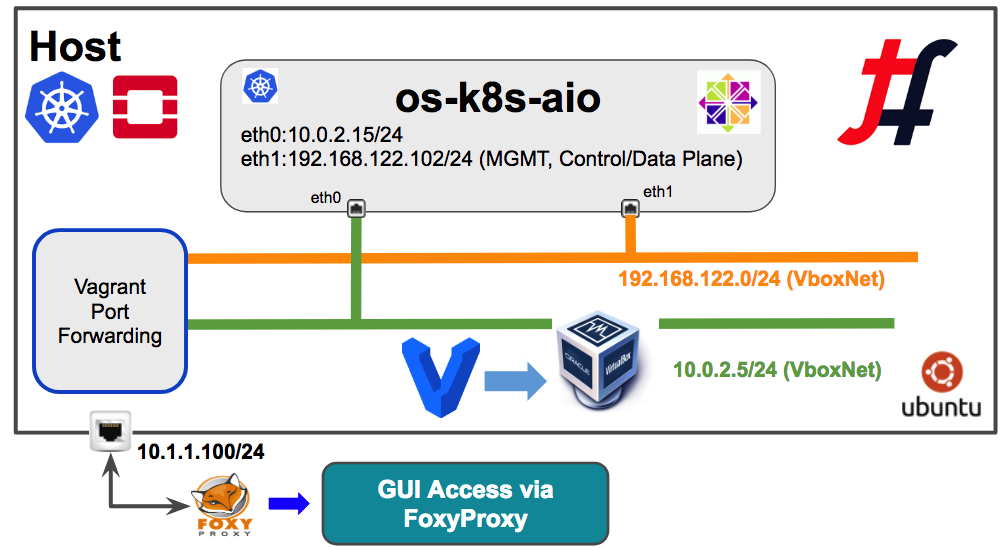 Host
os-k8s-aio
eth0:10.0.2.15/24
eth1:192.168.122.102/24 (MGMT, Control/Data Plane)
eth0
eth1
Vagrant
Port
Forwarding
192.168.122.0/24 (VboxNet)
ORACLE
VirtualBox
10.0.2.5/24 (VboxNet)
ubuntu
10.1.1.100/24
FOXY
PROXY
GUI Access via
FoxyProxy